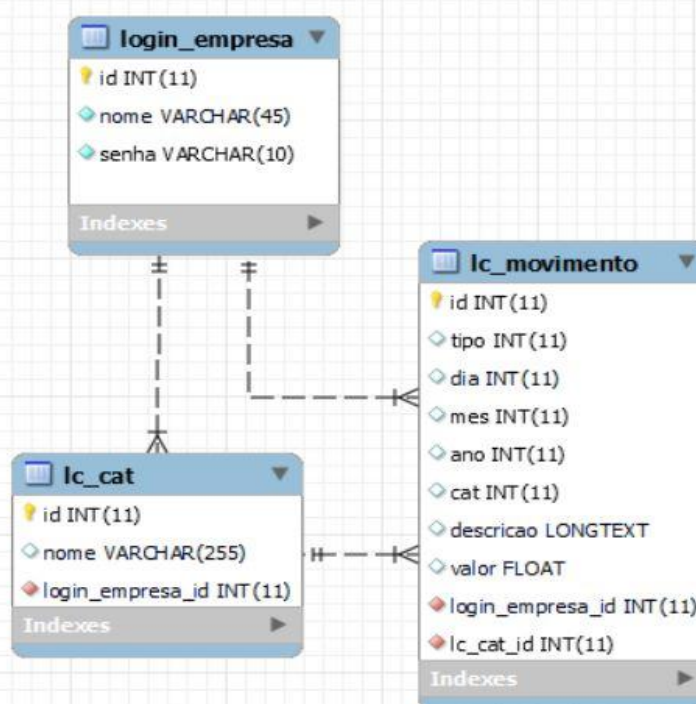 login_empresa
id INT(11)
nome VARCHAR(45)
senha VARCHAR(10)
Indexes
lc_movimento
id INT(11)
tipo INT(11)
dia INT(11)
mes INT(11)
ano INT(11)
cat INT(11)
descricao LONGTEXT
valor FLOAT
login_empresa_id INT(11)
lc_cat_id INT(11)
Indexes
lc_cat
id INT(11)
nome VARCHAR(255)
login_empresa_id INT(11)
Indexes